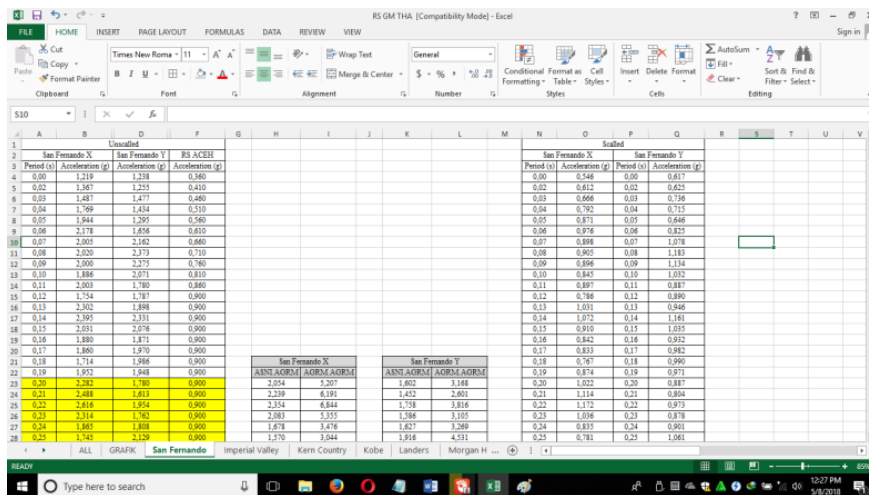 RS GM THA [Compatibility Mode] - Excel
Sign in
FILE HOME INSERT PAGE LAYOUT FORMULAS DATA REVIEW VIEW
Cut
Copy
Format Painter
Paste
Clipboard
Times New Roma 11
Font
Wrap Text
Merge & Center
Alignment
General
Number
Conditional Formatting
Format as Table
Cell Styles
Styles
Insert Delete Format
Cells
AutoSum
Fill
Clear
Sort & Filter
Find & Select
Editing
S10
A B D F G H I J K L M N O P Q R S T U V
1 Unscalled Scalled
2 San Fernando X San Fernando Y RS ACEH San Fernando X San Fernando Y
3 Period (s) Acceleration (g) Acceleration (g) Acceleration (g) Period (s) Acceleration (g) Period (s) Acceleration (g)
4 0,00 1,219 1,238 0,360 0,00 0,546 0,00 0,617
5 0,02 1,367 1,255 0,410 0,02 0,612 0,02 0,625
6 0,03 1,487 1,477 0,460 0,03 0,666 0,03 0,736
7 0,04 1,769 1,434 0,510 0,04 0,792 0,04 0,715
8 0,05 1,944 1,295 0,560 0,05 0,871 0,05 0,646
9 0,06 2,178 1,656 0,610 0,06 0,976 0,06 0,825
10 0,07 2,005 2,162 0,660 0,07 0,898 0,07 1,078
11 0,08 2,020 2,373 0,710 0,08 0,905 0,08 1,183
12 0,09 2,000 2,275 0,760 0,09 0,896 0,09 1,134
13 0,10 1,886 2,071 0,810 0,10 0,845 0,10 1,032
14 0,11 2,003 1,780 0,860 0,11 0,897 0,11 0,887
15 0,12 1,754 1,787 0,900 0,12 0,786 0,12 0,890
16 0,13 2,302 1,898 0,900 0,13 1,031 0,13 0,946
17 0,14 2,395 2,331 0,900 0,14 1,072 0,14 1,161
18 0,15 2,031 2,076 0,900 0,15 0,910 0,15 1,035
19 0,16 1,880 1,871 0,900 0,16 0,842 0,16 0,932
20 0,17 1,860 1,970 0,900 0,17 0,833 0,17 0,982
21 0,18 1,714 1,986 0,900 San Fernando X San Fernando Y 0,18 0,767 0,18 0,990
22 0,19 1,952 1,948 0,900 ASNI.AGRM AGRM.AGRM ASNI.AGRM AGRM.AGRM 0,19 0,874 0,19 0,971
23 0,20 2,282 1,780 0,900 2,054 5,207 1,602 3,168 0,20 1,022 0,20 0,887
24 0,21 2,488 1,613 0,900 2,239 6,191 1,452 2,601 0,21 1,114 0,21 0,804
25 0,22 2,616 1,954 0,900 2,354 6,844 1,758 3,816 0,22 1,172 0,22 0,973
26 0,23 2,314 1,762 0,900 2,083 5,355 1,586 3,105 0,23 1,036 0,23 0,878
27 0,24 1,865 1,808 0,900 1,678 3,476 1,627 3,269 0,24 0,835 0,24 0,901
28 0,25 1,745 2,129 0,900 1,570 3,044 1,916 4,531 0,25 0,781 0,25 1,061
ALL GRAFIK San Fernando Imperial Valley Kern Country Kobe Landers Morgan H ...
READY 85%
Type here to search
12:27 PM
5/8/2018